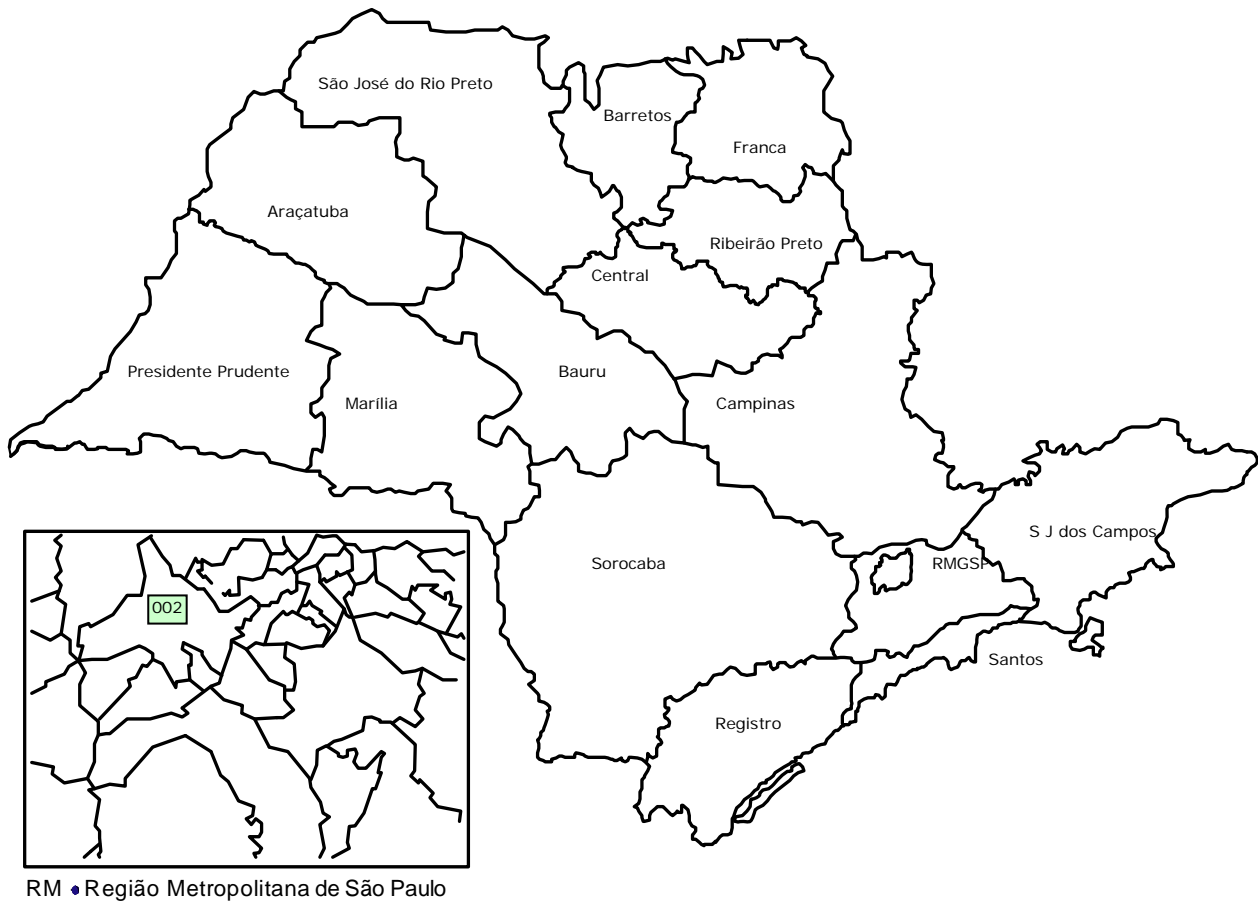 São José do Rio Preto
Barretos
Franca
Araçatuba
Ribeirão Preto
Central
Presidente Prudente
Bauru
Marília
Campinas
S J dos Campos
Sorocaba
RMGSP
002
Santos
Registro
RM • Região Metropolitana de São Paulo